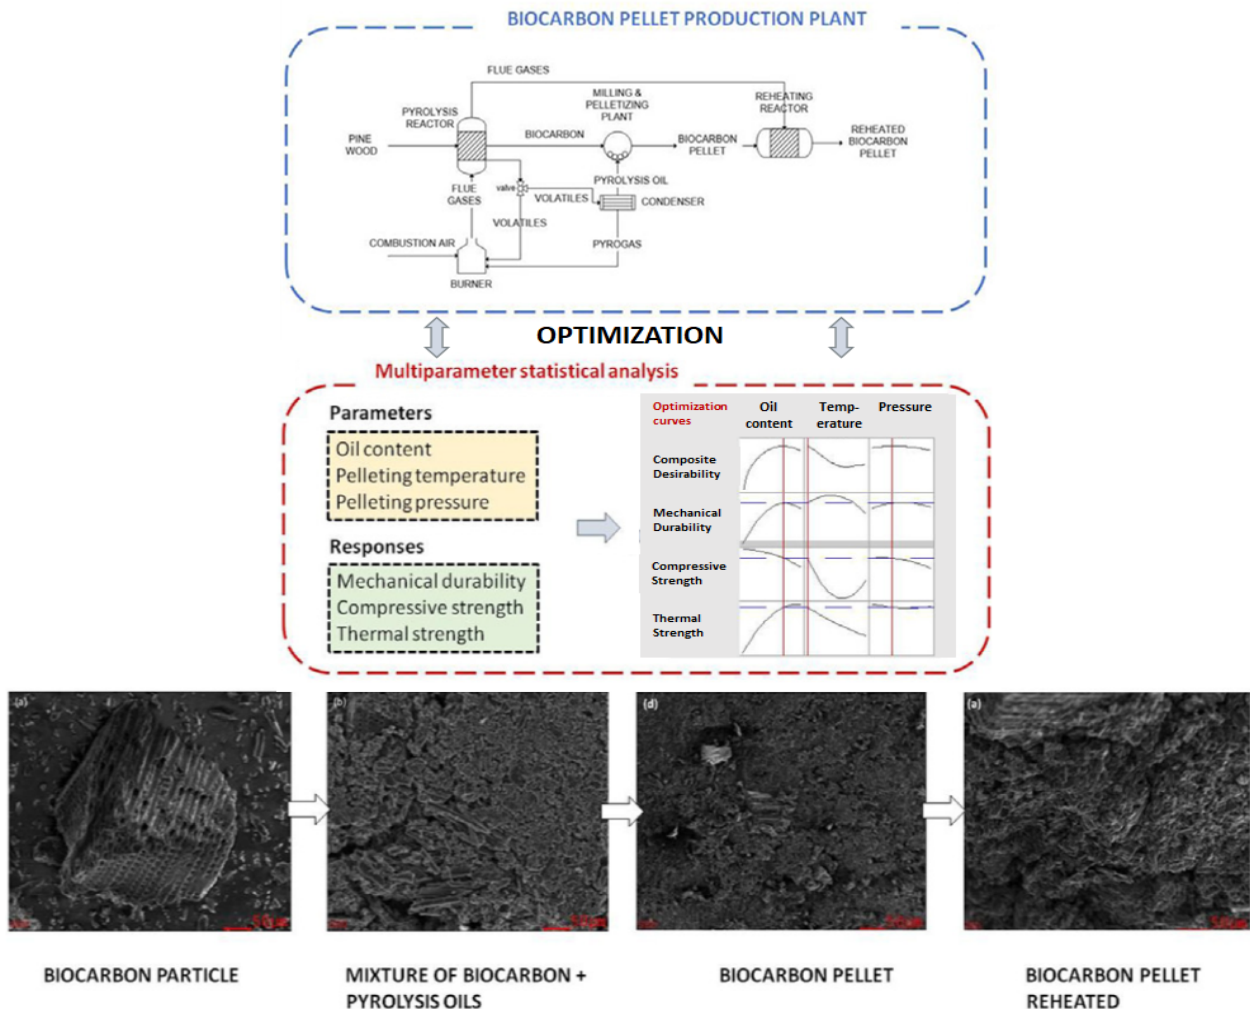 BIOCARBON PELLET PRODUCTION PLANT
FLUE GASES
MILLING &
PELLETIZING
PLANT
REHEATING
REACTOR
PYROLYSIS
REACTOR
PINE
WOOD
BIOCARBON
BIOCARBON
PELLET
REHEATED
BIOCARBON
PELLET
FLUE
GASES
valve
PYROLYSIS OIL
VOLATILES
CONDENSER
VOLATILES
COMBUSTION AIR
PYROGAS
BURNER
OPTIMIZATION
Multiparameter statistical analysis
Parameters
Oil content
Pelleting temperature
Pelleting pressure
Responses
Mechanical durability
Compressive strength
Thermal strength
Optimization
curves
Oil
content
Temp-
erature
Pressure
Composite
Desirability
Mechanical
Durability
Compressive
Strength
Thermal
Strength
(a)
(b)
(d)
(a)
BIOCARBON PARTICLE
MIXTURE OF BIOCARBON +
PYROLYSIS OILS
BIOCARBON PELLET
BIOCARBON PELLET
REHEATED